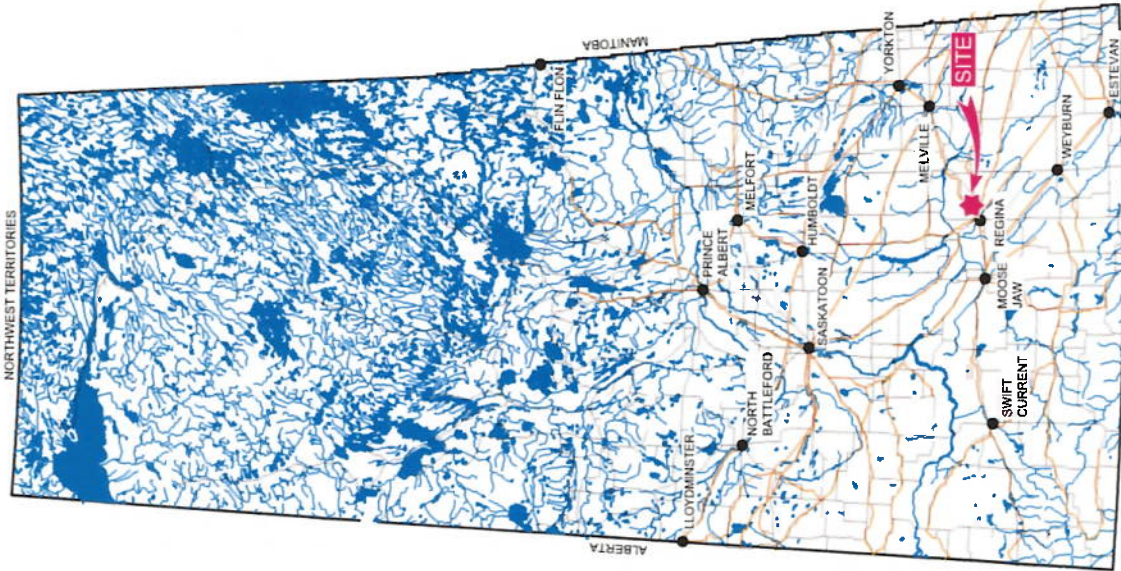 NORTHWEST TERRITORIES
MANITOBA
FLIN FLON
YORKTON
SITE
ESTEVAN
MELFORT
MELVILLE
PRINCE
ALBERT
HUMBOLDT
WEYBURN
REGINA
SASKATOON
MOOSE
JAW
NORTH
BATTLEFORD
SWIFT
CURRENT
LLOYDMINSTER
ALBERTA